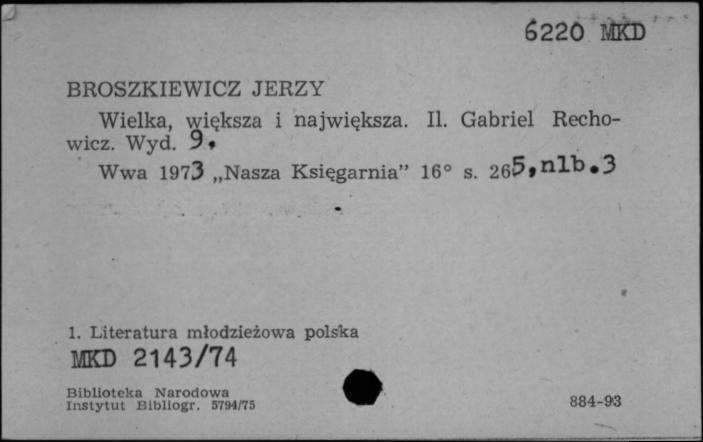 6220 MKD
BROSZKIEWICZ JERZY
Wielka, większa i największa. Il. Gabriel Recho-
wicz. Wyd. 9.
Wwa 1973 „Nasza Księgarnia” 16° s. 265, nlb. 3
1. Literatura młodzieżowa polska
MKD 2143/74
Biblioteka Narodowa
Instytut Bibliogr. 5794/75
884-93